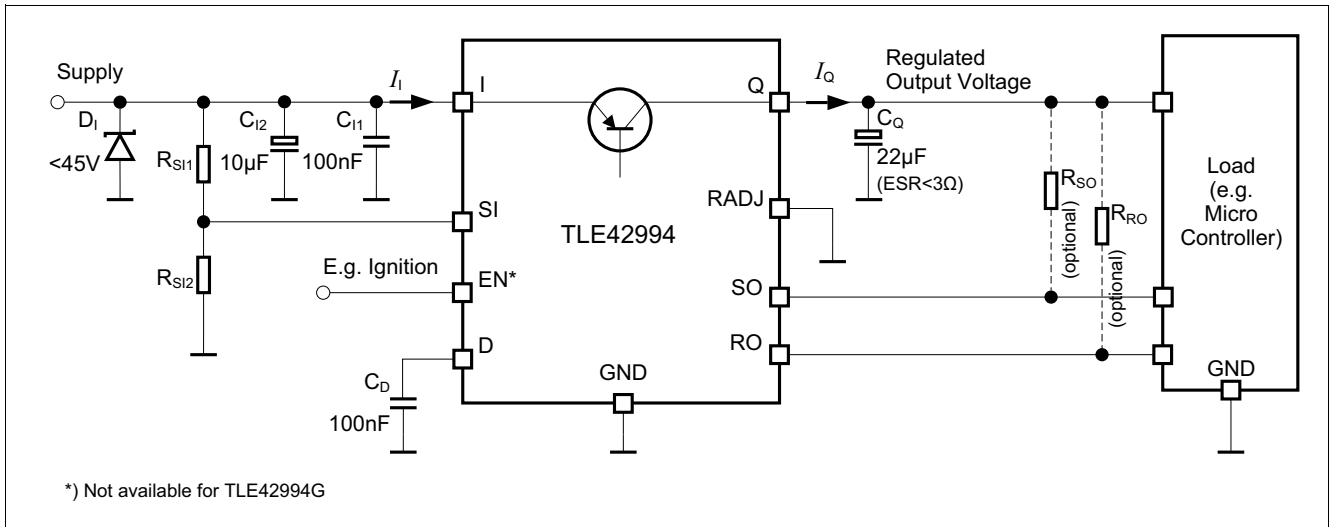 Supply
I_I
I
Q
I_Q
Regulated
Output Voltage
D_I
<45V
R_SI1
C_I2
10µF
C_I1
100nF
C_Q
22µF
(ESR<3Ω)
R_SO
(optional)
R_RO
(optional)
Load
(e.g.
Micro
Controller)
RADJ
SI
TLE42994
R_SI2
E.g. Ignition
EN*
SO
D
RO
C_D
100nF
GND
GND
*) Not available for TLE42994G